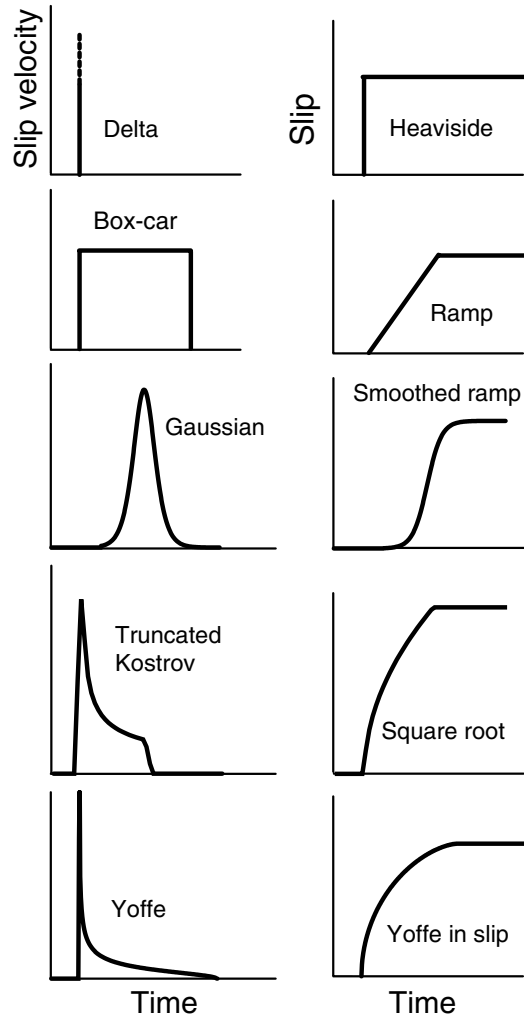 Slip velocity
Delta
Slip
Heaviside
Box-car
Ramp
Gaussian
Smoothed ramp
Truncated
Kostrov
Square root
Yoffe
Yoffe in slip
Time
Time